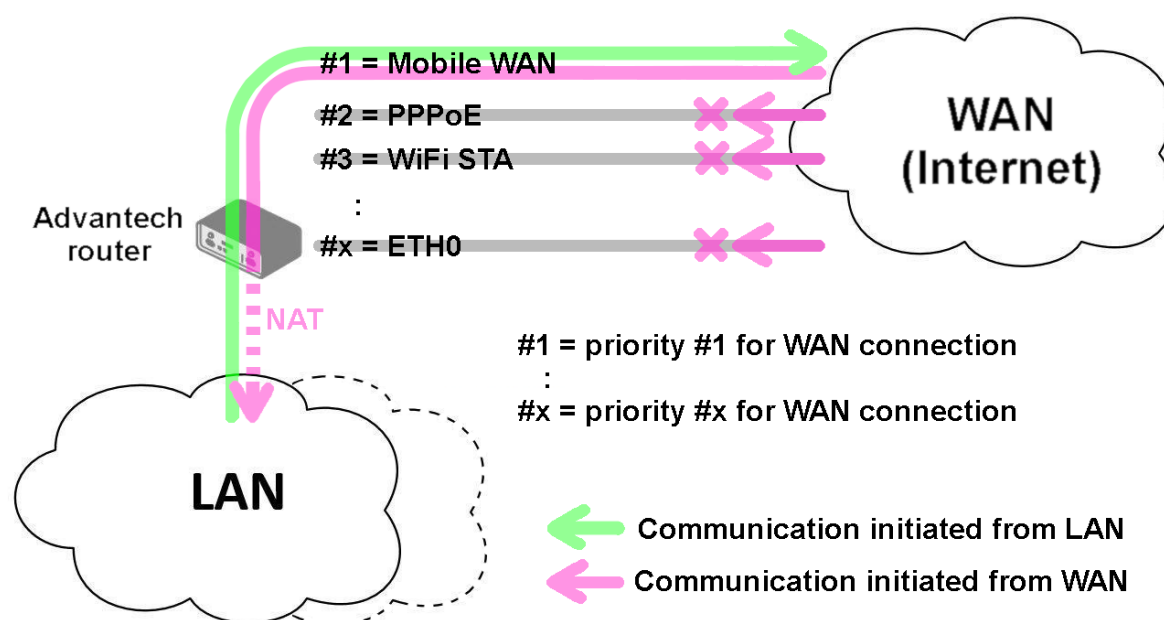 #1 = Mobile WAN
#2 = PPPoE
#3 = WiFi STA
:
#x = ETH0
WAN
(Internet)
Advantech
router
NAT
LAN
#1 = priority #1 for WAN connection
:
#x = priority #x for WAN connection
Communication initiated from LAN
Communication initiated from WAN